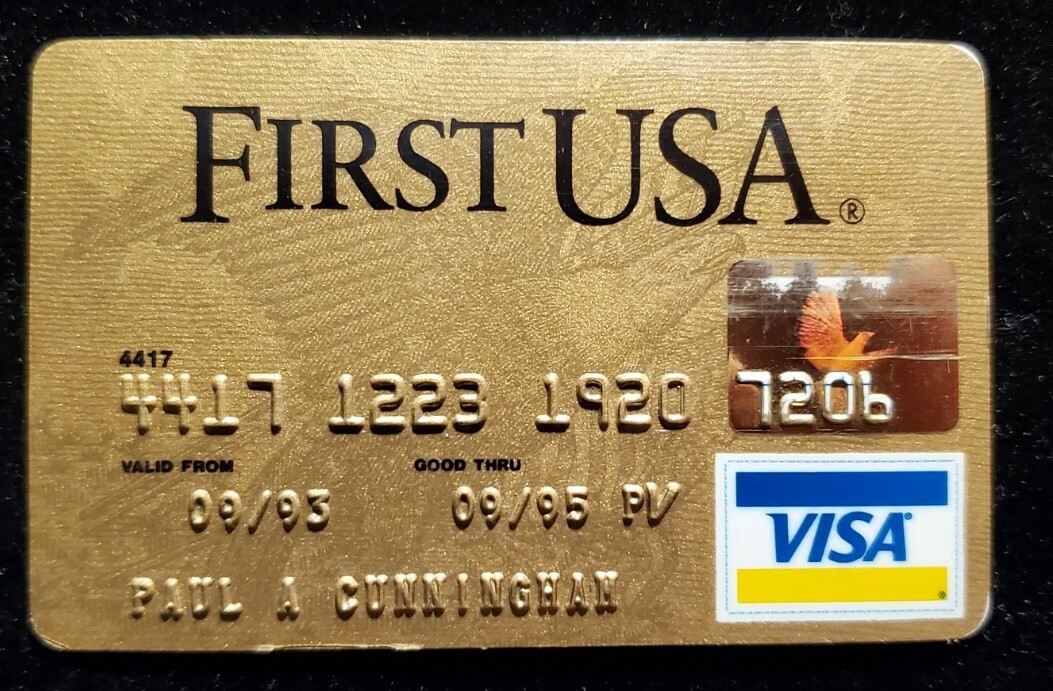 FIRST USA®
4417
4417 1223 1920 7206
VALID FROM GOOD THRU
09/93 09/95 PV
VISA
PAUL A CUNNINGHAM